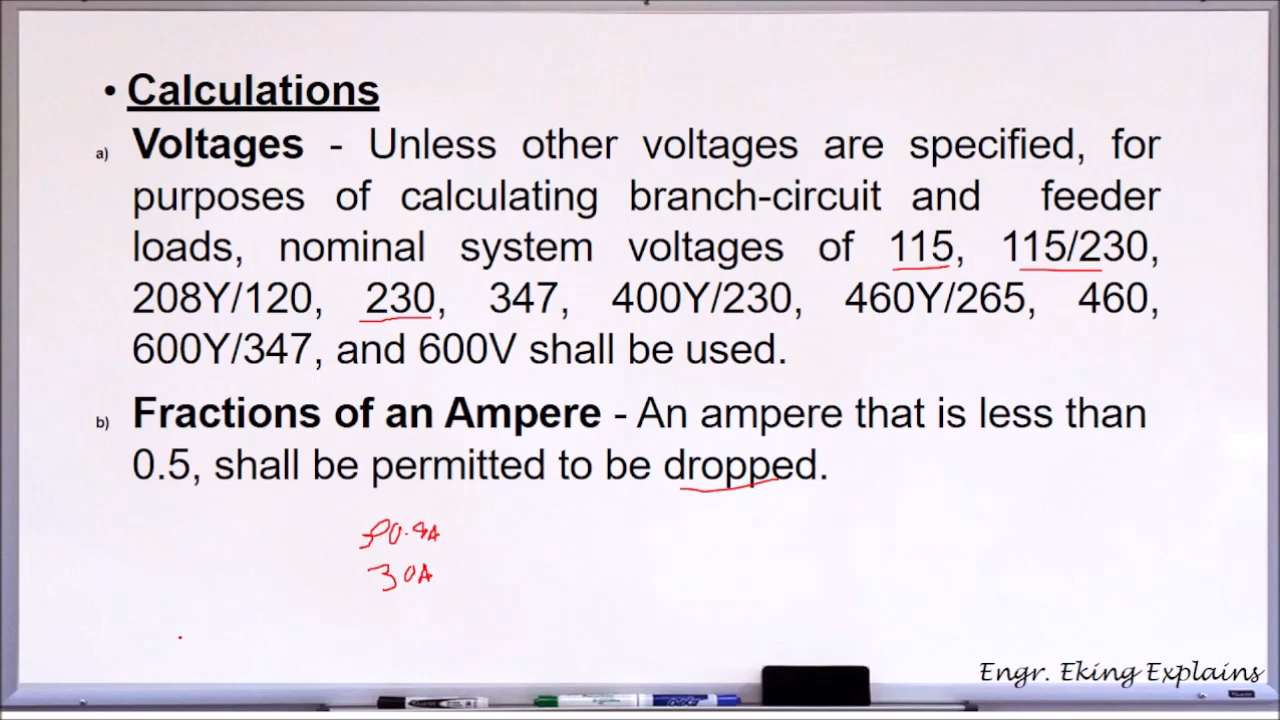 • Calculations
a) Voltages - Unless other voltages are specified, for
purposes of calculating branch-circuit and feeder
loads, nominal system voltages of 115, 115/230,
208Y/120, 230, 347, 400Y/230, 460Y/265, 460,
600Y/347, and 600V shall be used.
b) Fractions of an Ampere - An ampere that is less than
0.5, shall be permitted to be dropped.
30A
Engr. Eking Explains